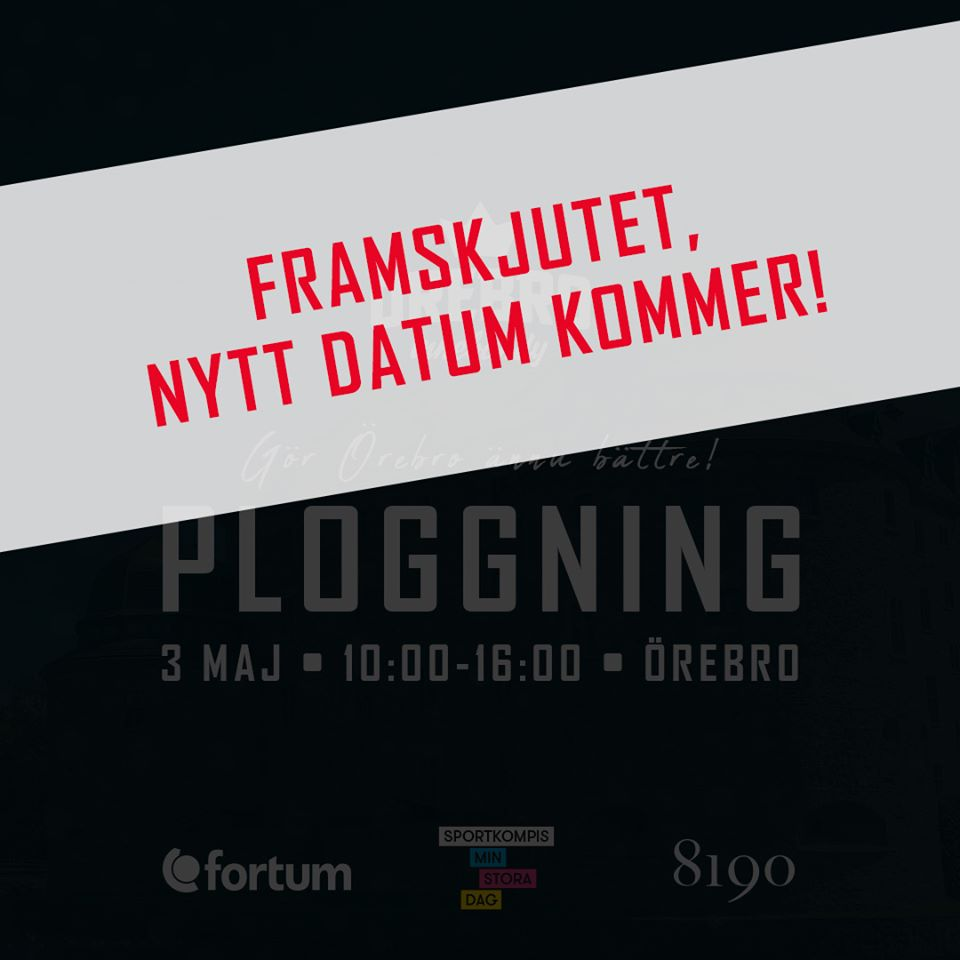 FRAMSKJUTET,
NYTT DATUM KOMMER!
ÖREBRO
Gör Örebro ännu bättre!
PLOGGNING
3 MAJ • 10:00-16:00 • ÖREBRO
fortum
SPORTKOMPIS
MIN
STORA
DAG
8190